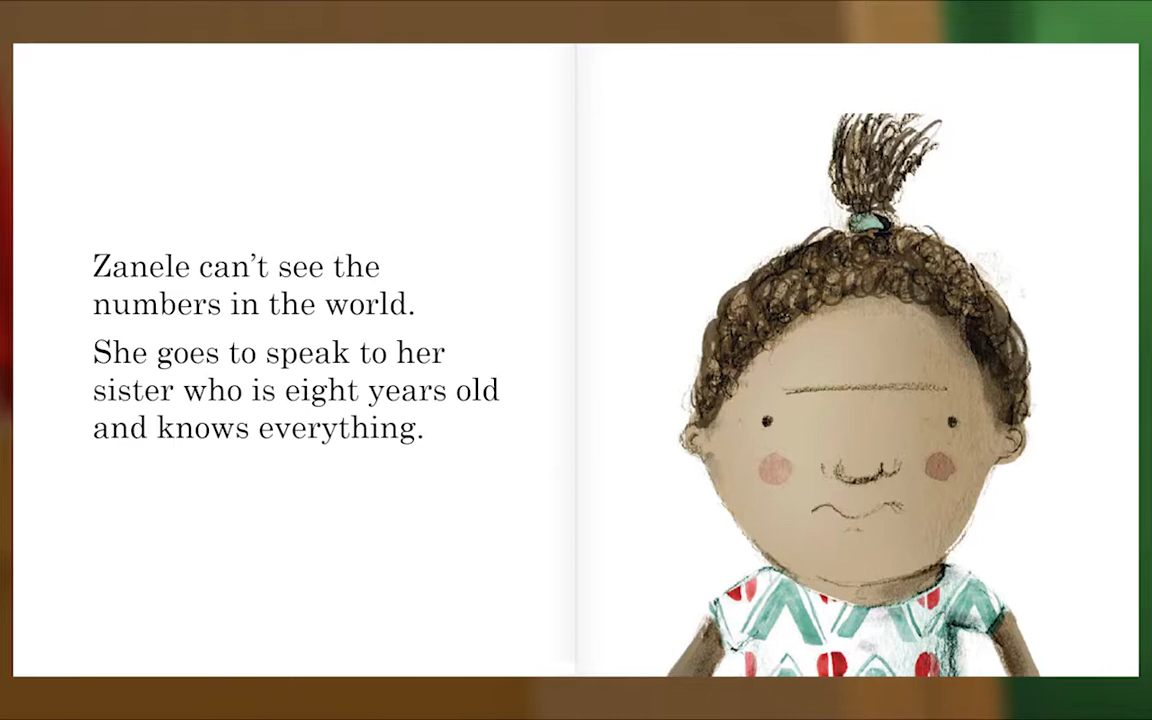 Zanele can’t see the
numbers in the world.
She goes to speak to her
sister who is eight years old
and knows everything.